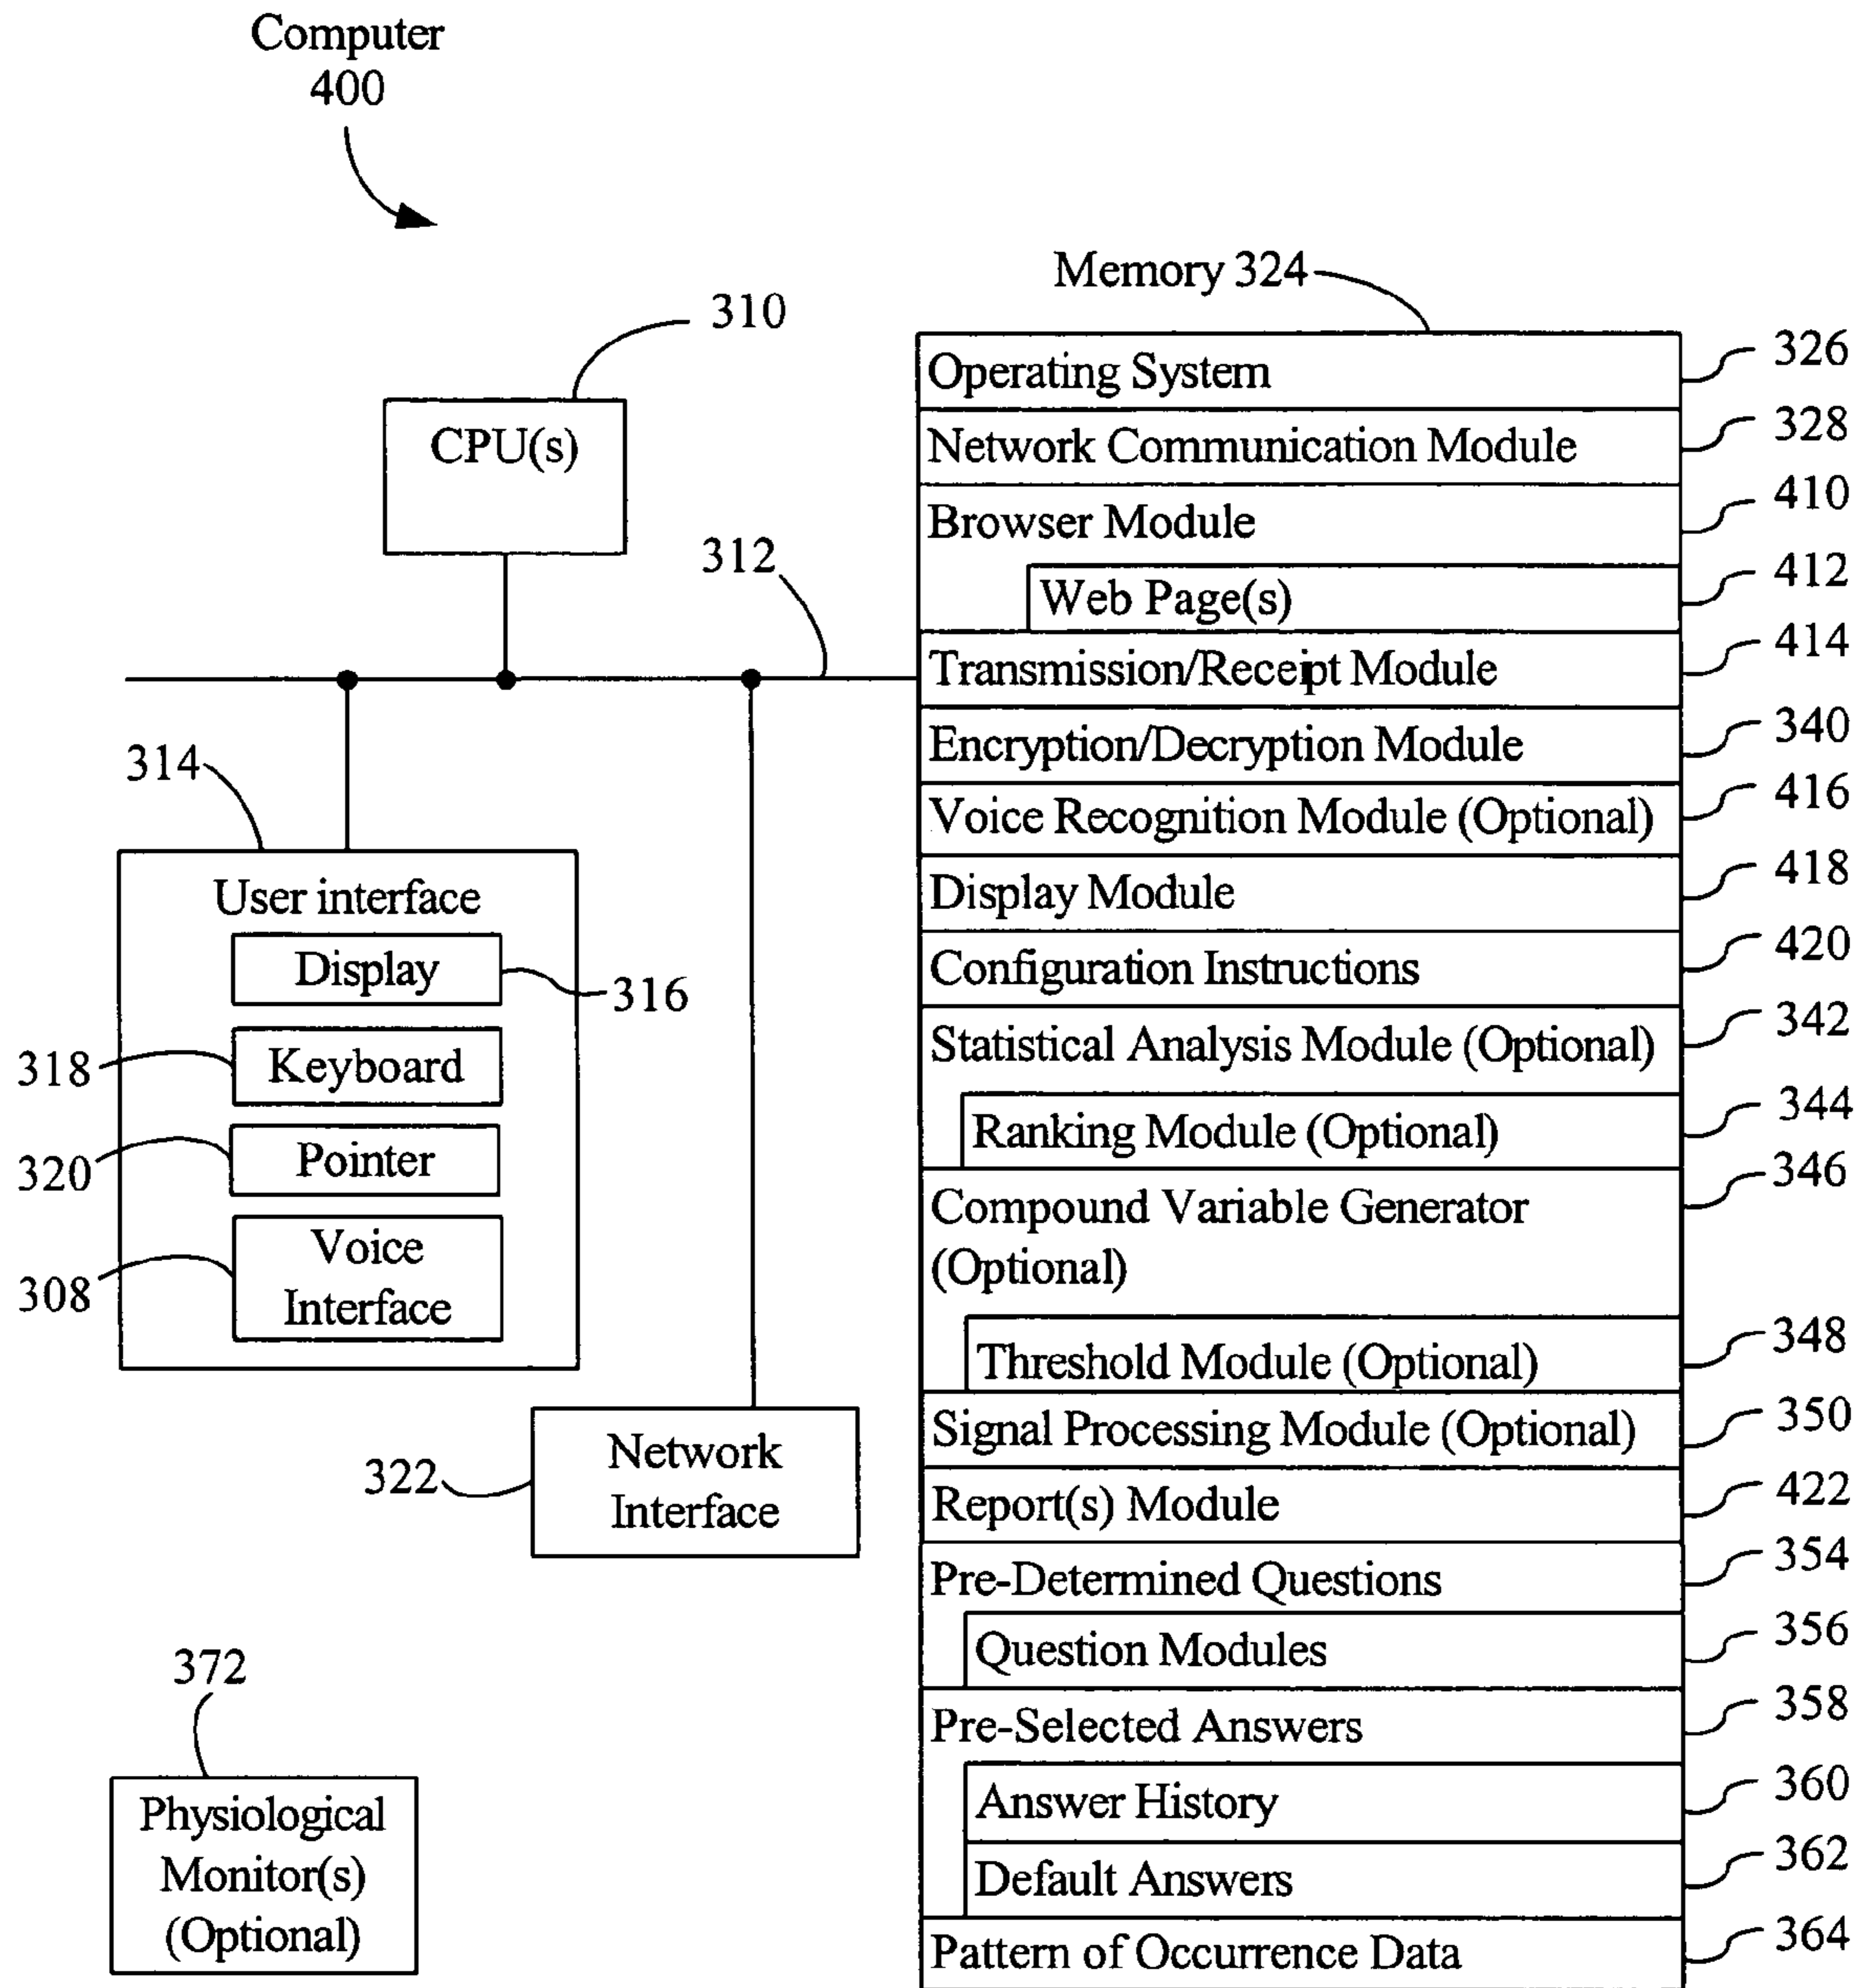 Computer
400
Memory 324
310
CPU(s)
312
314
User interface
Display
316
318
Keyboard
320
Pointer
308
Voice
Interface
322
Network
Interface
372
Physiological
Monitor(s)
(Optional)
Operating System
326
Network Communication Module
328
Browser Module
410
Web Page(s)
412
Transmission/Receipt Module
414
Encryption/Decryption Module
340
Voice Recognition Module (Optional)
416
Display Module
418
Configuration Instructions
420
Statistical Analysis Module (Optional)
342
Ranking Module (Optional)
344
Compound Variable Generator
(Optional)
346
Threshold Module (Optional)
348
Signal Processing Module (Optional)
350
Report(s) Module
422
Pre-Determined Questions
354
Question Modules
356
Pre-Selected Answers
358
Answer History
360
Default Answers
362
Pattern of Occurrence Data
364